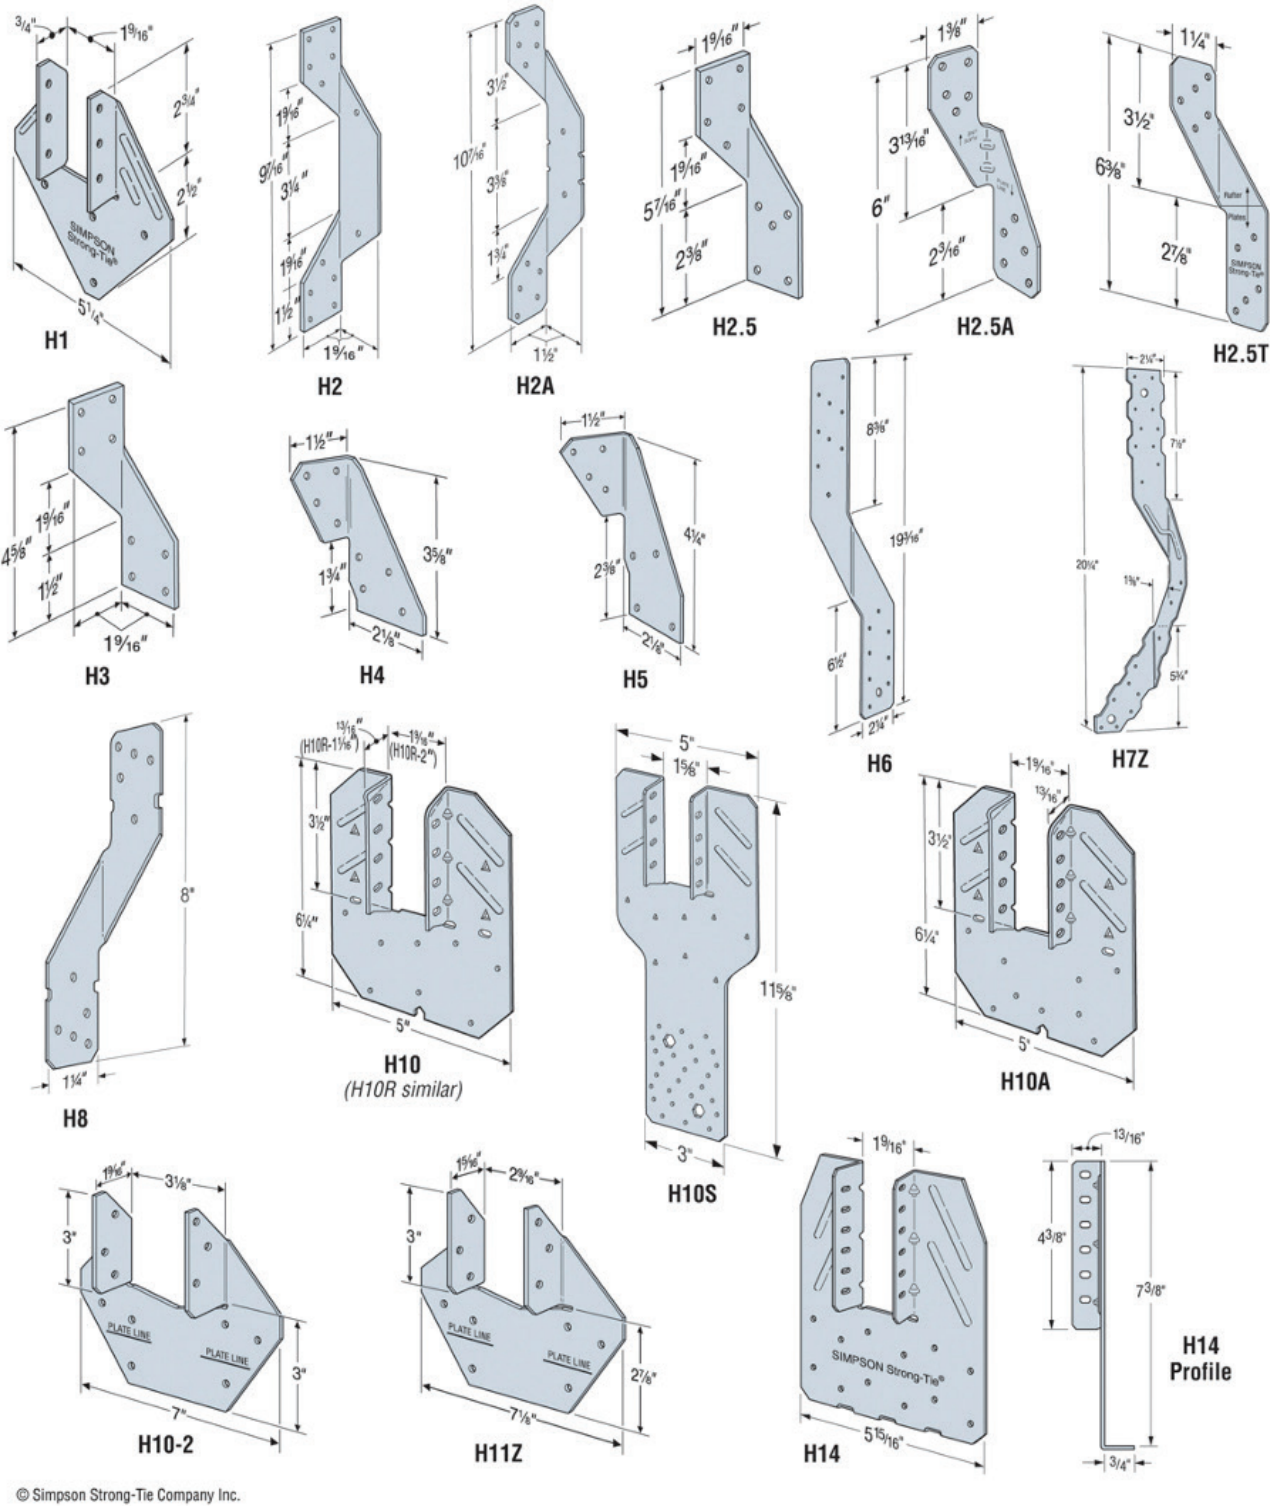 3/4"
1 9/16"
2 3/4"
2 1/2"
SIMPSON
Strong-Tie®
5 1/4"
H1
9 7/16"
1 9/16"
3 1/4"
1 9/16"
1 1/2"
1 9/16"
H2
10 7/16"
3 1/2"
3 3/8"
1 3/4"
1 1/2"
H2A
1 9/16"
5 7/16"
1 9/16"
2 3/8"
H2.5
1 3/8"
3 13/16"
6"
2 3/16"
H2.5A
1 1/4"
3 1/2"
6 3/8"
2 7/8"
Rafter
Plates
SIMPSON
Strong-Tie®
H2.5T
4 5/8"
1 9/16"
1 1/2"
1 9/16"
H3
1 1/2"
3 5/8"
1 3/4"
2 1/8"
H4
1 1/2"
4 1/4"
2 3/8"
2 1/8"
H5
8 3/8"
19 3/16"
6 1/2"
2 1/4"
H6
2 1/4"
7 1/2"
20 1/4"
1 3/8"
5 3/4"
H7Z
8"
1 1/4"
H8
13/16"
(H10R-1 1/16")
1 9/16"
(H10R-2")
3 1/2"
6 1/4"
5"
H10
(H10R similar)
5"
1 5/8"
11 5/8"
3"
H10S
1 9/16"
13/16"
3 1/2"
6 1/4"
5"
H10A
1 9/16"
3 1/8"
3"
PLATE LINE
PLATE LINE
3"
7"
H10-2
1 5/16"
2 9/16"
3"
PLATE LINE
PLATE LINE
2 7/8"
7 1/8"
H11Z
1 9/16"
SIMPSON Strong-Tie®
5 15/16"
H14
13/16"
4 3/8"
7 3/8"
3/4"
H14
Profile
© Simpson Strong-Tie Company Inc.